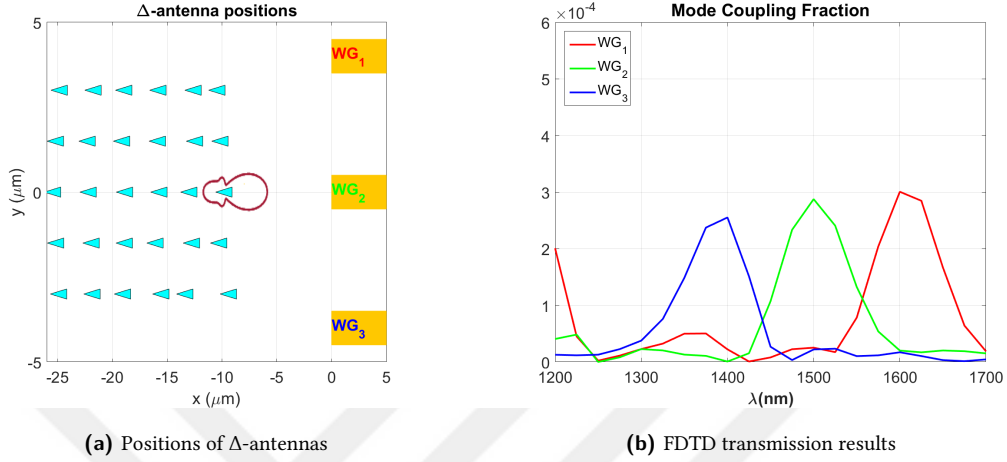 Δ-antenna positions
5
0
-5
y (μm)
WG1
WG2
WG3
-25
-20
-15
-10
-5
0
5
x (μm)
(a) Positions of Δ-antennas
Mode Coupling Fraction
6 ×10⁻⁴
5
4
3
2
1
0
WG1
WG2
WG3
1200
1300
1400
1500
1600
1700
λ(nm)
(b) FDTD transmission results